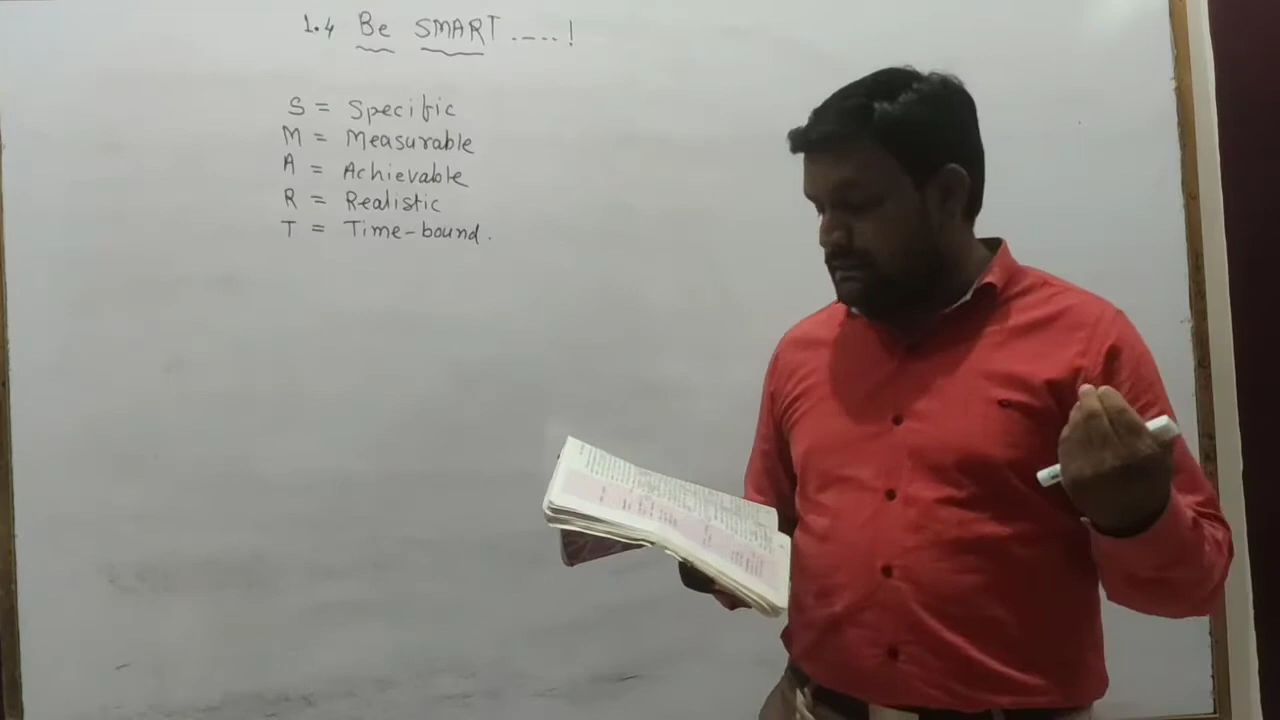 1.4 Be SMART ----!
S = Specific
M = Measurable
A = Achievable
R = Realistic
T = Time-bound.